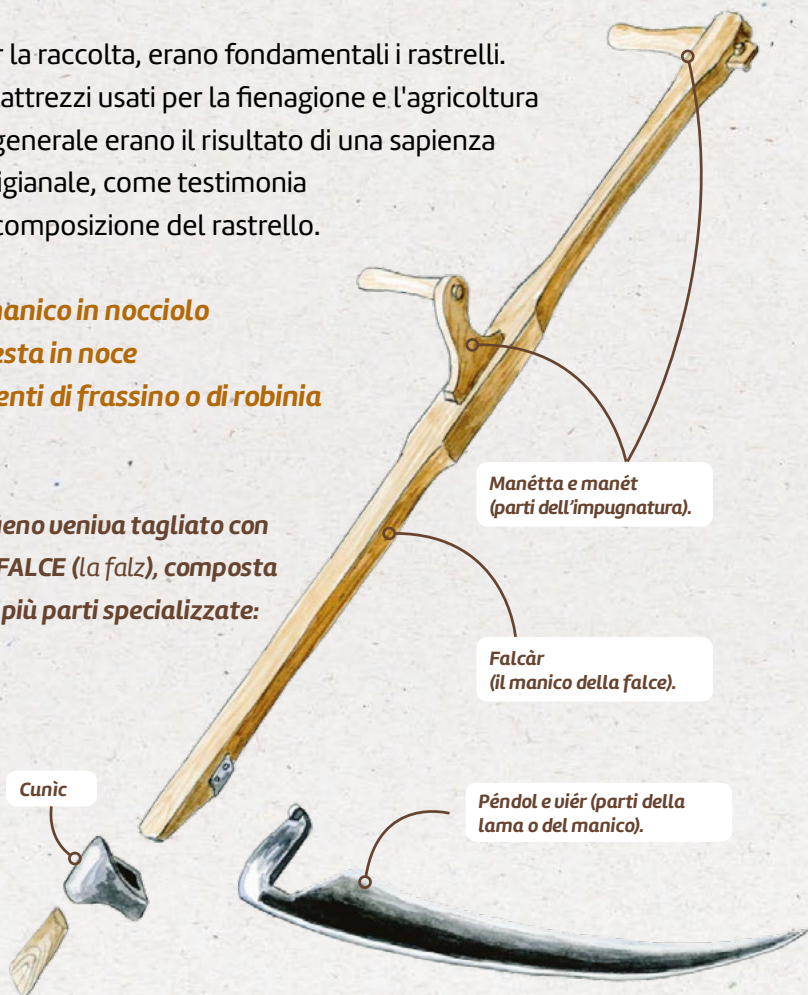 r la raccolta, erano fondamentali i rastrelli.
attrezzi usati per la fienagione e l'agricoltura
generale erano il risultato di una sapienza
igianale, come testimonia
composizione del rastrello.
nanico in nocciolo
esta in noce
enti di frassino o di robinia
ieno veniva tagliato con
FALCE (la falz), composta
più parti specializzate:
Manétta e manét
(parti dell'impugnatura).
Falcàr
(il manico della falce).
Cunìc
Péndol e viér (parti della
lama o del manico).